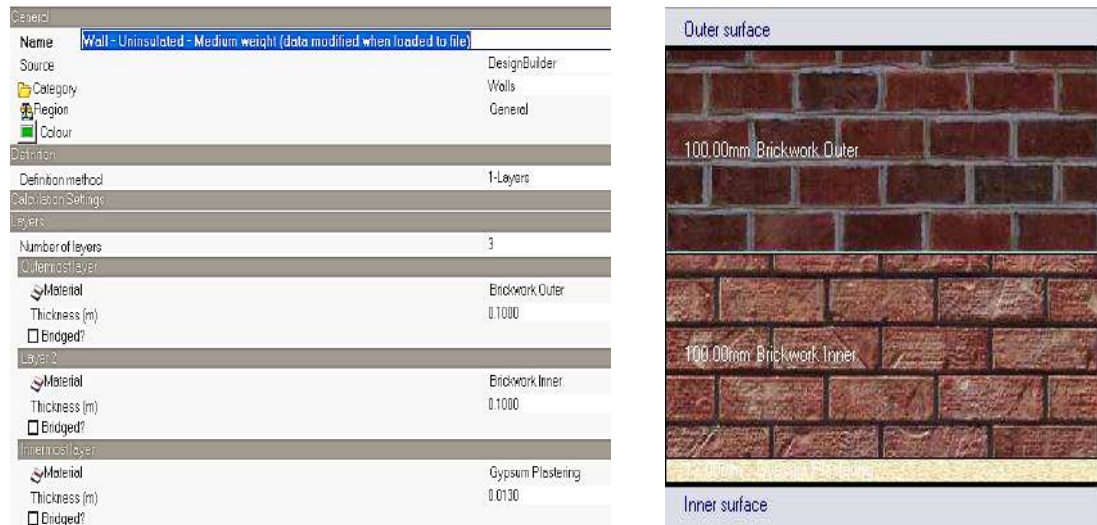 General
Name Wall - Uninsulated - Medium weight (data modified when loaded to file)
Source DesignBuilder
Category Walls
Region General
Colour
Definition
Definition method 1-Layers
Calculation Settings
Layers
Number of layers 3
Outermost layer
Material Brickwork Outer
Thickness (m) 0.1000
Bridged?
Layer 2
Material Brickwork Inner
Thickness (m) 0.1000
Bridged?
Innermost layer
Material Gypsum Plastering
Thickness (m) 0.0130
Bridged?
Outer surface
100.00mm Brickwork Outer
100.00mm Brickwork Inner
Gypsum Plastering
Inner surface